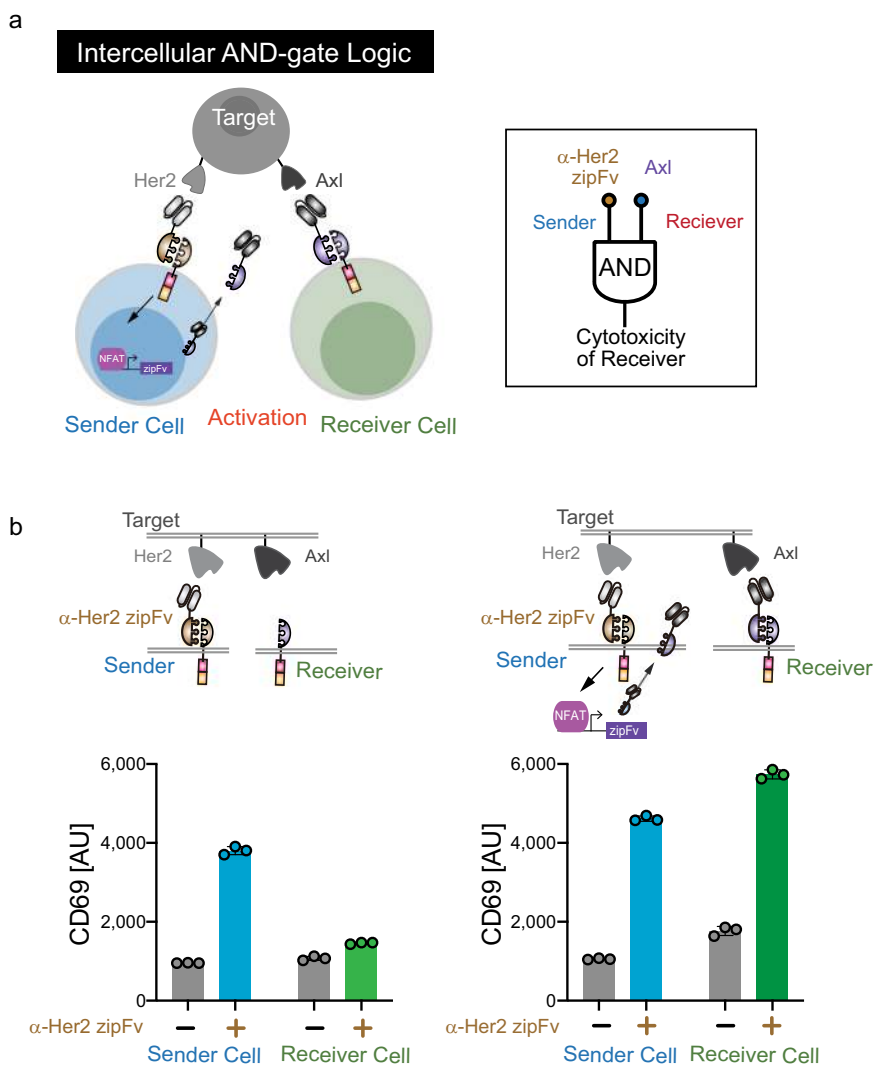 a
Intercellular AND-gate Logic
Target
Her2
Axl
NFAT
zipFv
Sender Cell
Activation
Receiver Cell
α-Her2
zipFv
Axl
Sender
Reciever
AND
Cytotoxicity
of Receiver
b
Target
Her2
Axl
α-Her2 zipFv
Sender
Receiver
Target
Her2
Axl
α-Her2 zipFv
Sender
Receiver
NFAT
zipFv
CD69 [AU]
6,000
4,000
2,000
0
α-Her2 zipFv − + − +
Sender Cell Receiver Cell
CD69 [AU]
6,000
4,000
2,000
0
α-Her2 zipFv − + − +
Sender Cell Receiver Cell